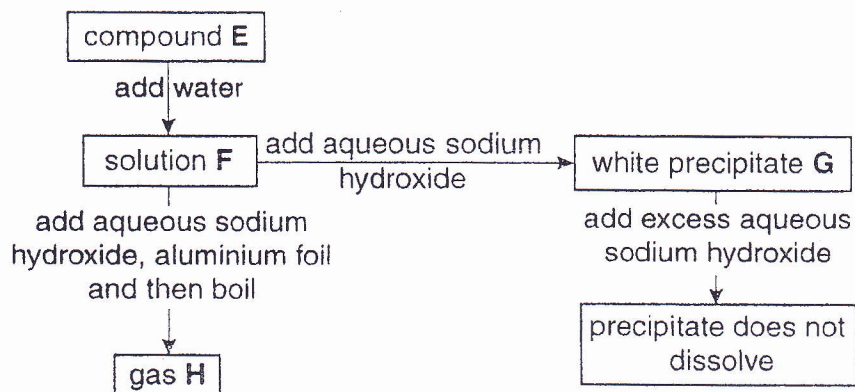 compound E
add water
solution F
add aqueous sodium
hydroxide
white precipitate G
add aqueous sodium
hydroxide, aluminium foil
and then boil
add excess aqueous
sodium hydroxide
gas H
precipitate does not
dissolve